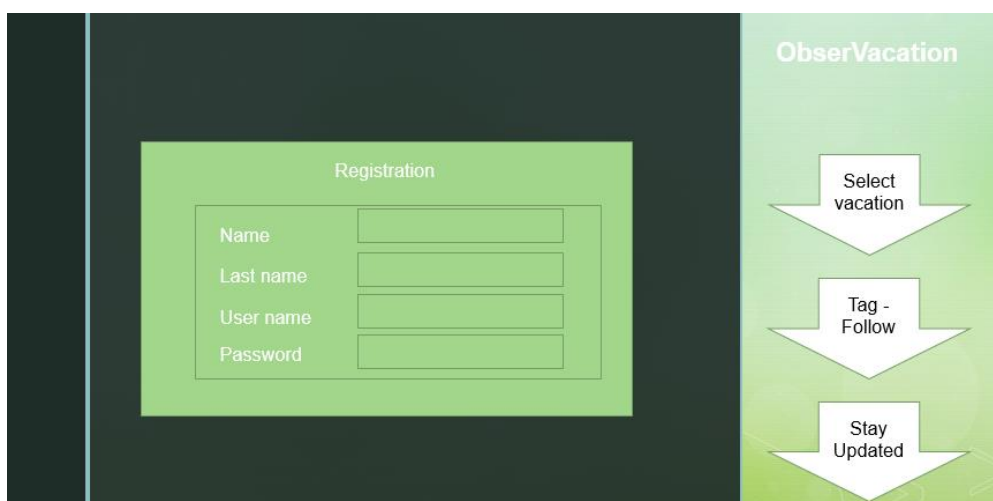 Registration
Name
Last name
User name
Password
ObserVacation
Select
vacation
Tag -
Follow
Stay
Updated